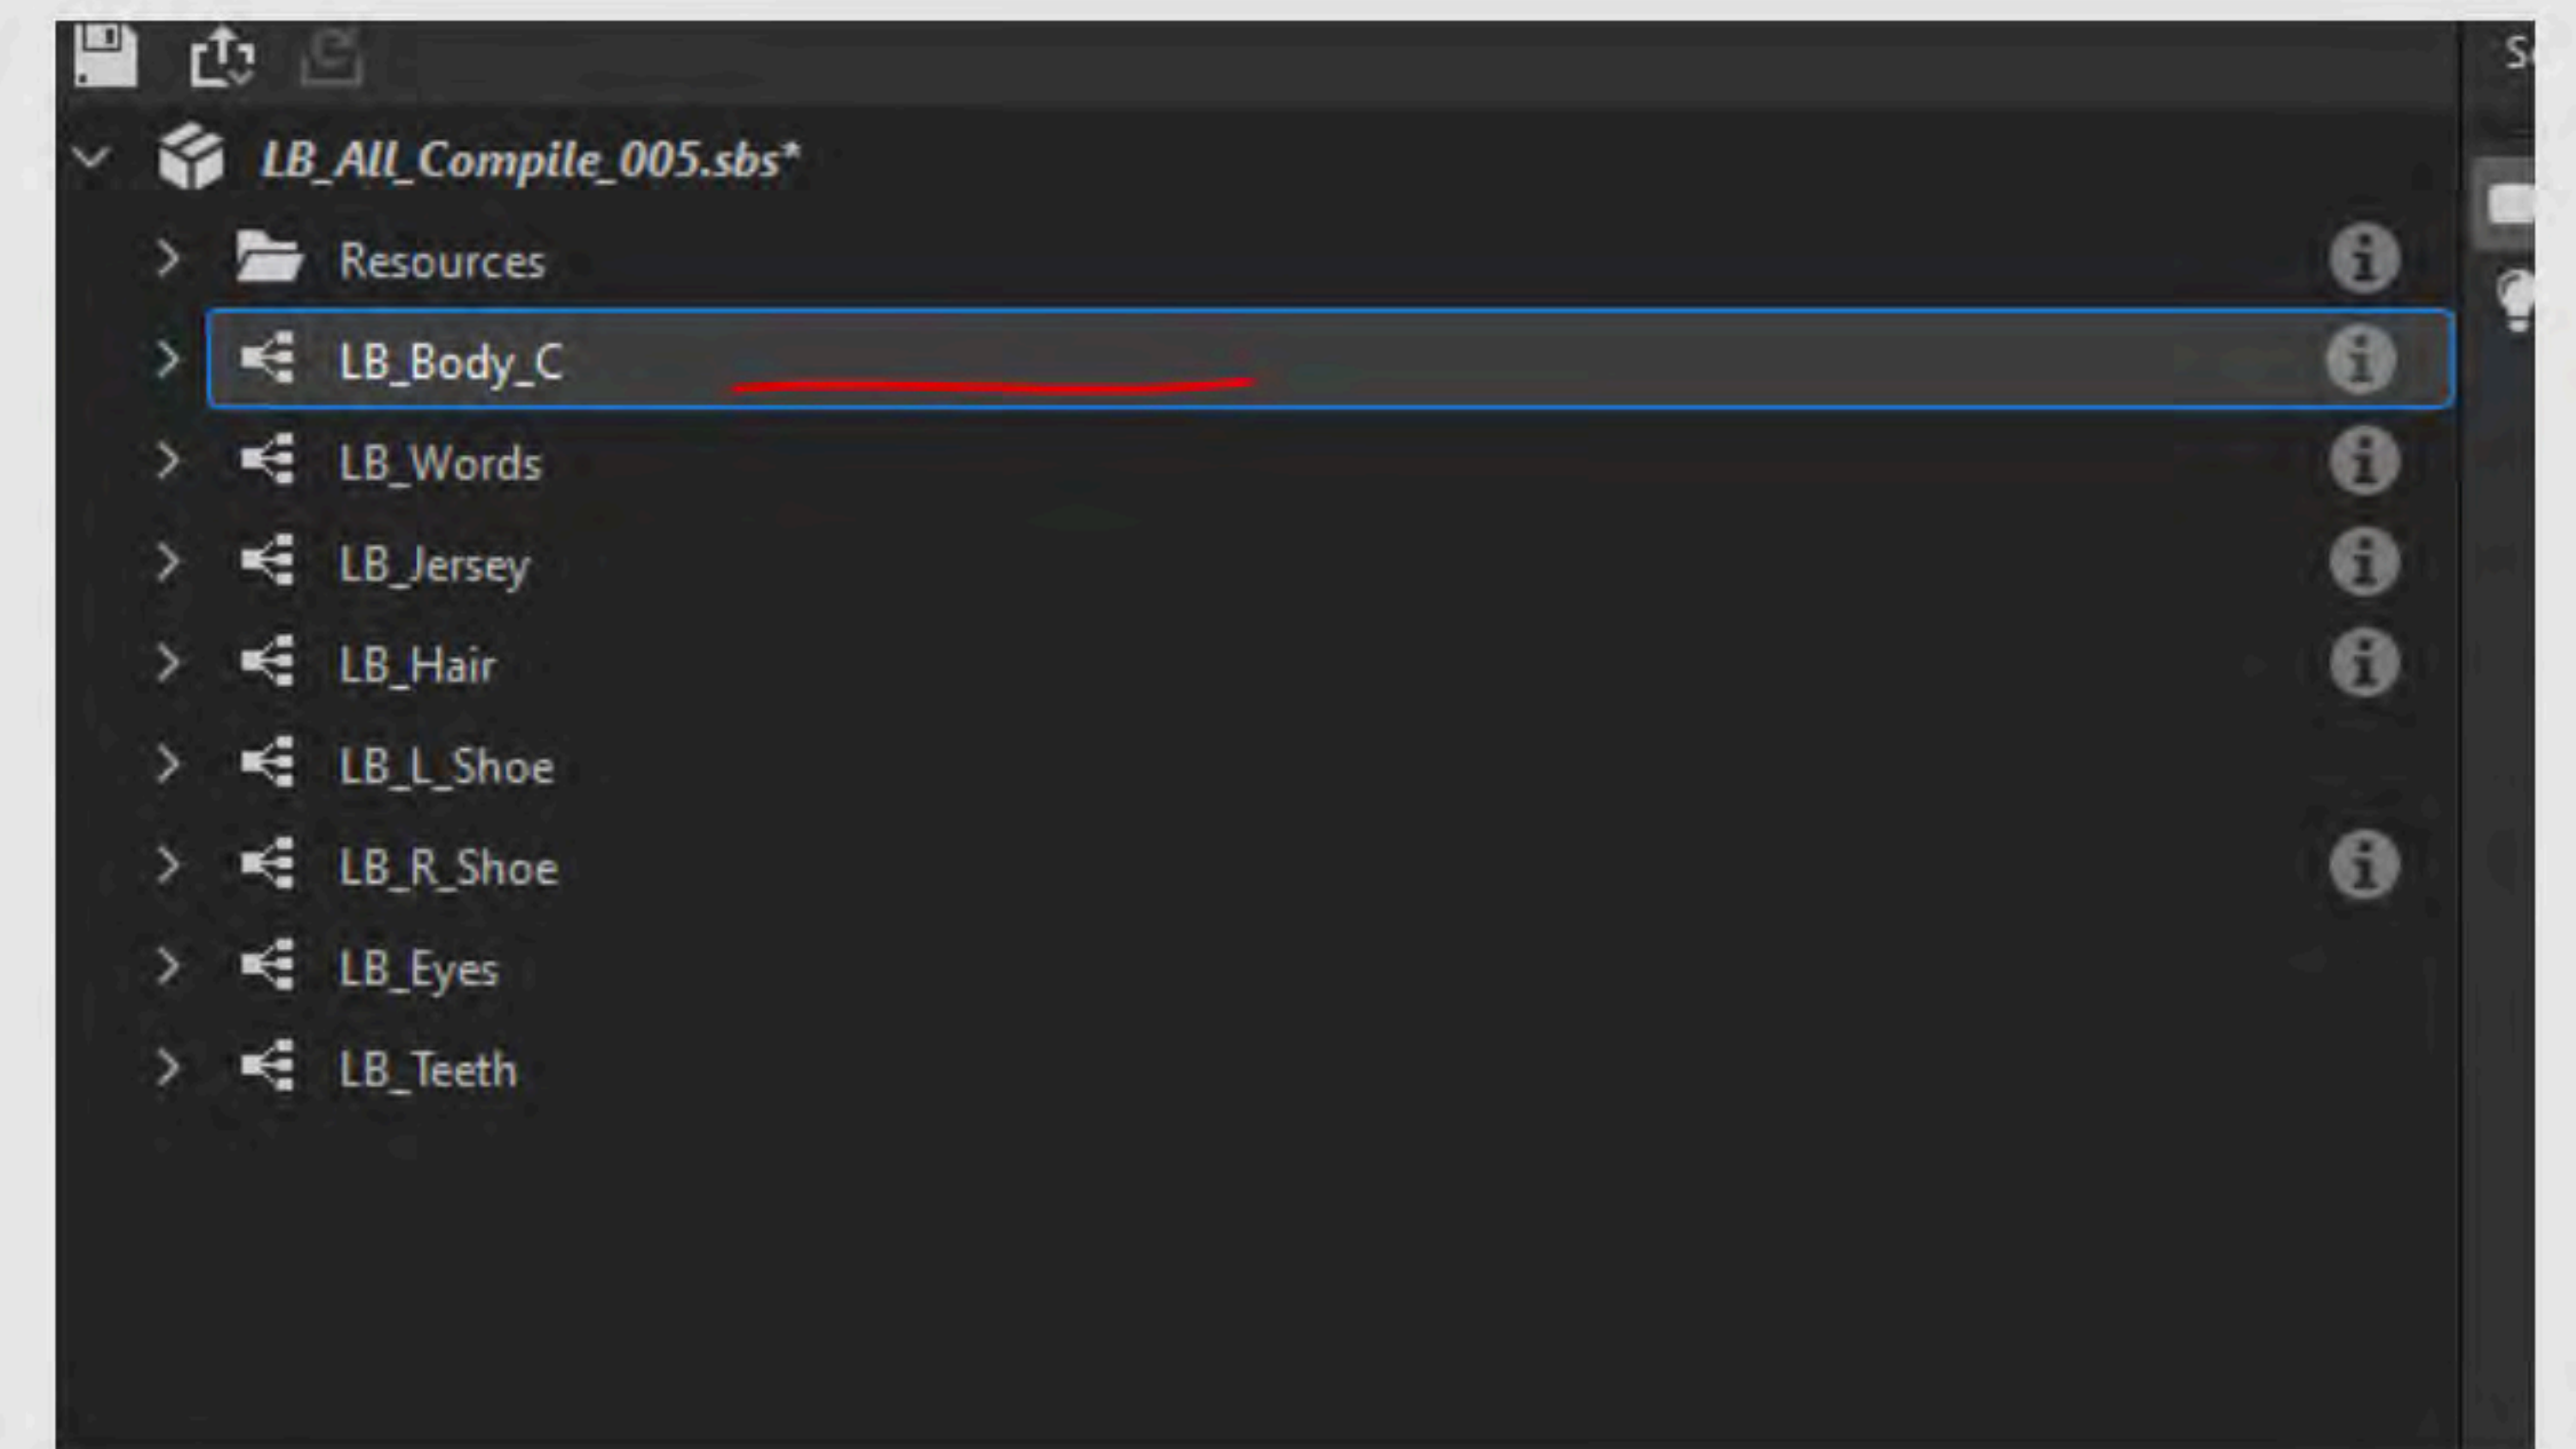 LB_All_Compile_005.sbs*
Resources
LB_Body_C
LB_Words
LB_Jersey
LB_Hair
LB_L_Shoe
LB_R_Shoe
LB_Eyes
LB_Teeth